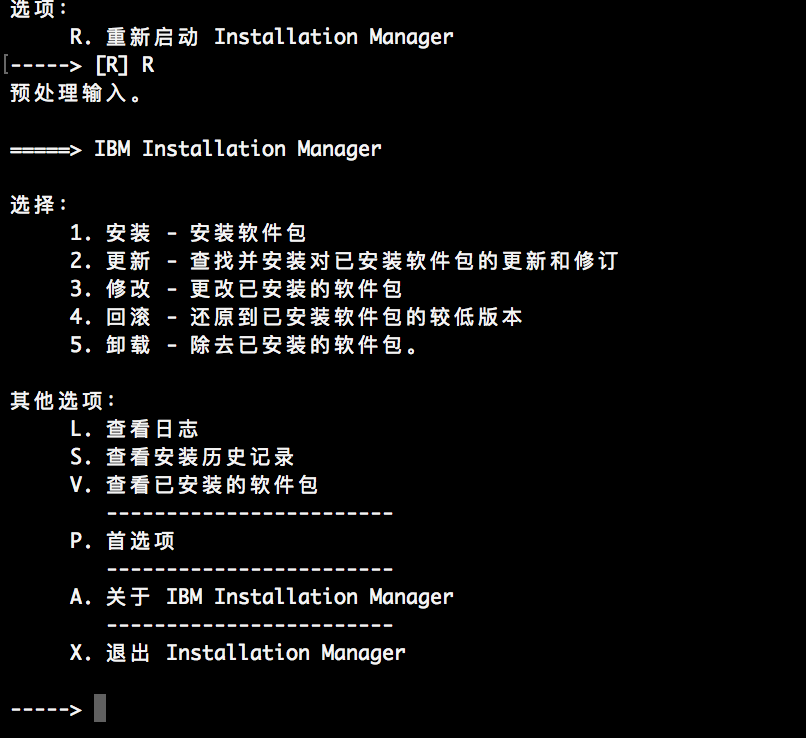 选项:
R. 重新启动 Installation Manager
[-----> [R] R
预处理输入。
=====> IBM Installation Manager
选择:
1. 安装 - 安装软件包
2. 更新 - 查找并安装对已安装软件包的更新和修订
3. 修改 - 更改已安装的软件包
4. 回滚 - 还原到已安装软件包的较低版本
5. 卸载 - 除去已安装的软件包。
其他选项:
L. 查看日志
S. 查看安装历史记录
V. 查看已安装的软件包
------------------------
P. 首选项
------------------------
A. 关于 IBM Installation Manager
------------------------
X. 退出 Installation Manager
----->